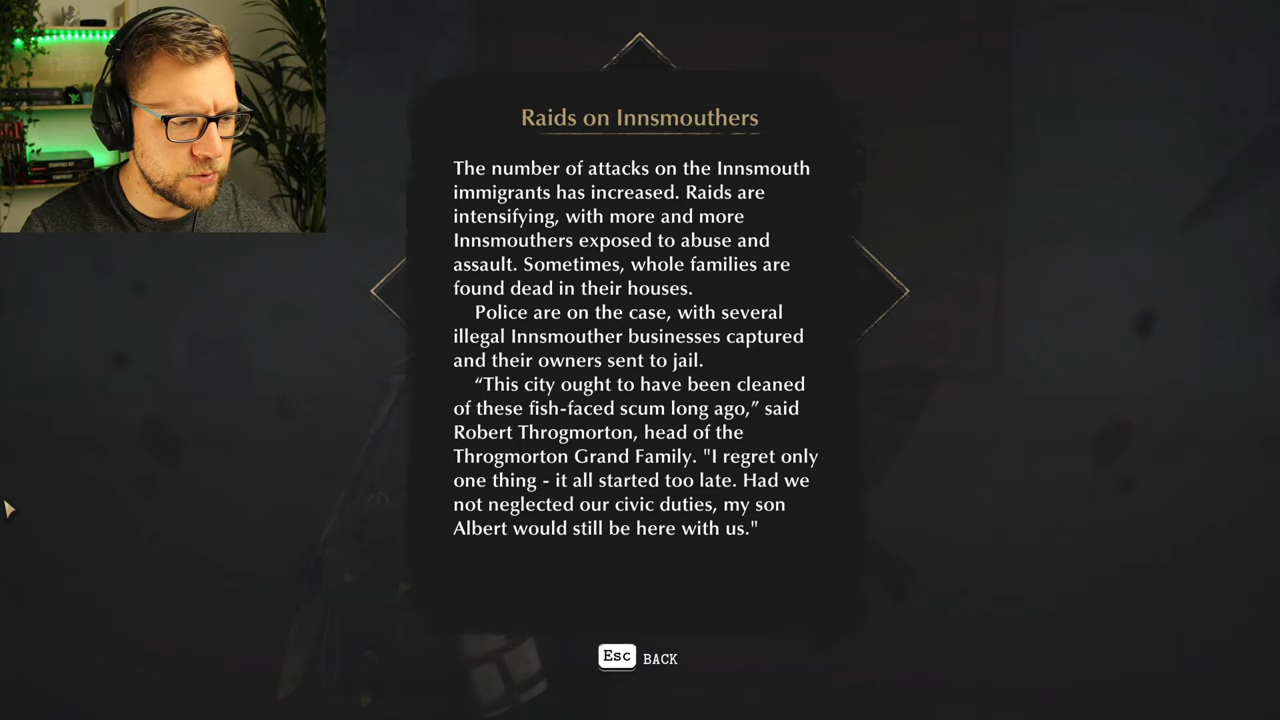 Raids on Innsmouthers
The number of attacks on the Innsmouth
immigrants has increased. Raids are
intensifying, with more and more
Innsmouthers exposed to abuse and
assault. Sometimes, whole families are
found dead in their houses.
Police are on the case, with several
illegal Innsmouther businesses captured
and their owners sent to jail.
“This city ought to have been cleaned
of these fish-faced scum long ago,” said
Robert Throgmorton, head of the
Throgmorton Grand Family. "I regret only
one thing - it all started too late. Had we
not neglected our civic duties, my son
Albert would still be here with us."
Esc BACK